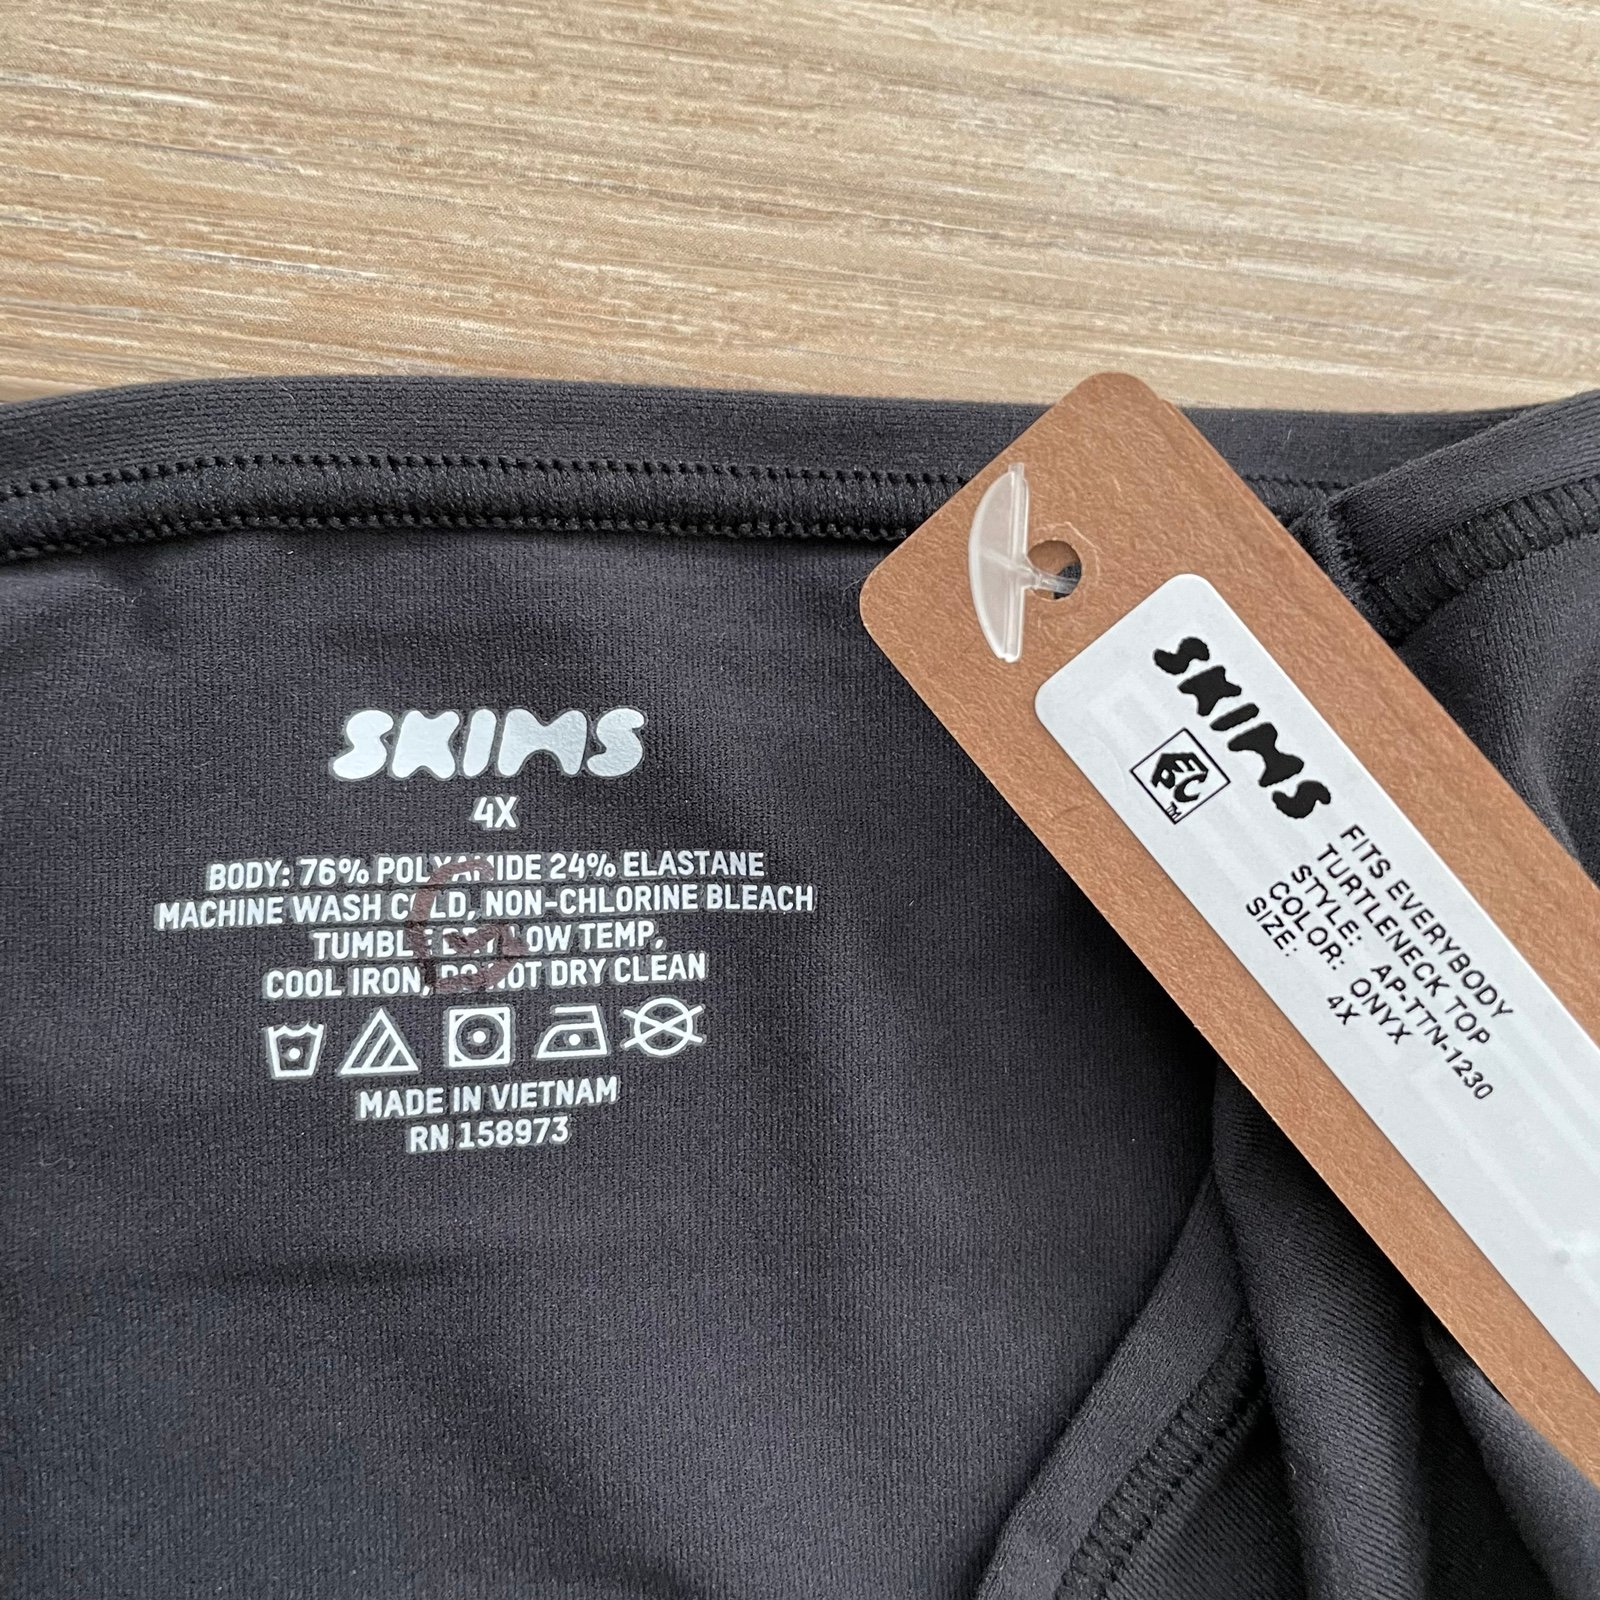 SKIMS
4X
BODY: 76% POLYAMIDE 24% ELASTANE
MACHINE WASH COLD, NON-CHLORINE BLEACH
TUMBLE DRY LOW TEMP,
COOL IRON, DO NOT DRY CLEAN
MADE IN VIETNAM
RN 158973
SKIMS
EPC
TM
FITS EVERYBODY
TURTLENECK TOP
STYLE: AP-TTN-1230
COLOR: ONYX
SIZE: 4X